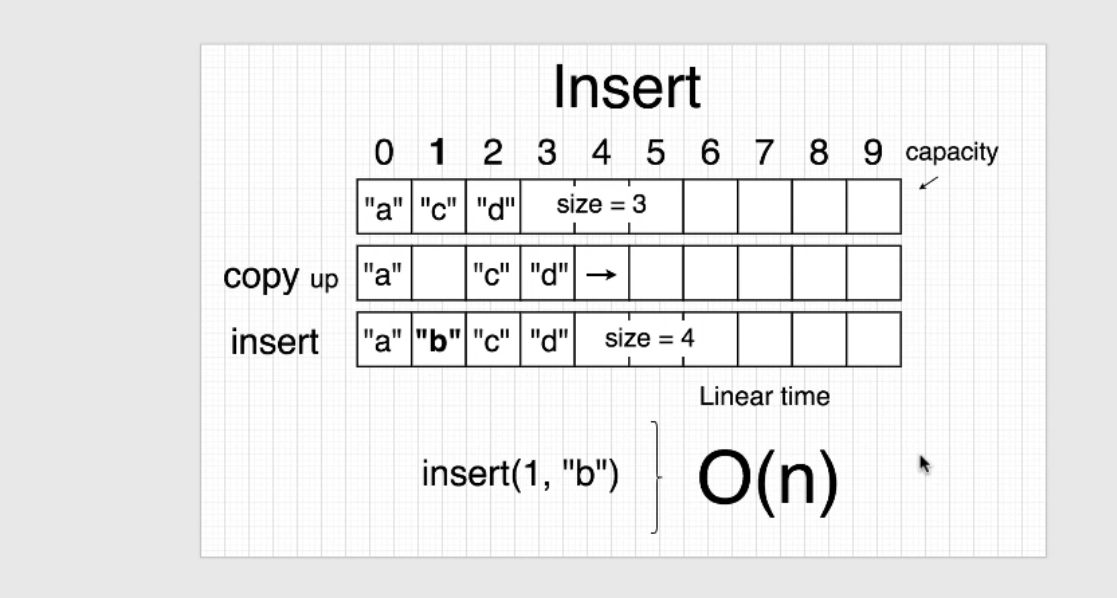 Insert
0 1 2 3 4 5 6 7 8 9 capacity
"a" "c" "d" size = 3
copy up "a" "c" "d" →
insert "a" "b" "c" "d" size = 4
Linear time
insert(1, "b") O(n)